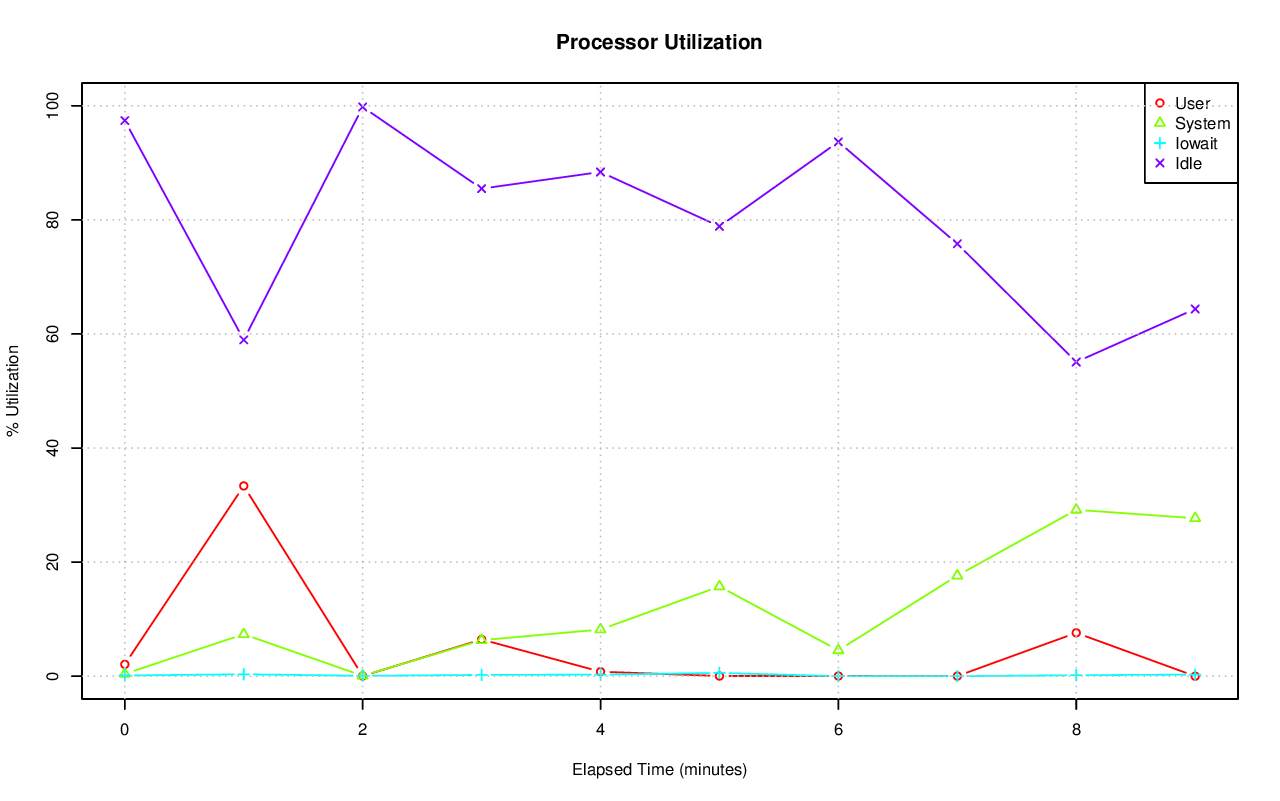 Processor Utilization
User
System
Iowait
Idle
100
80
60
40
20
0
% Utilization
0 2 4 6 8
Elapsed Time (minutes)